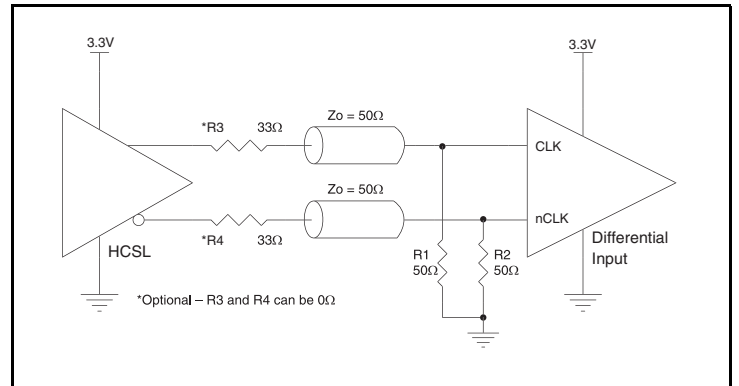 3.3V
3.3V
*R3 33Ω
Zo = 50Ω
CLK
Zo = 50Ω
nCLK
*R4 33Ω
HCSL
R1
50Ω
R2
50Ω
Differential
Input
*Optional – R3 and R4 can be 0Ω